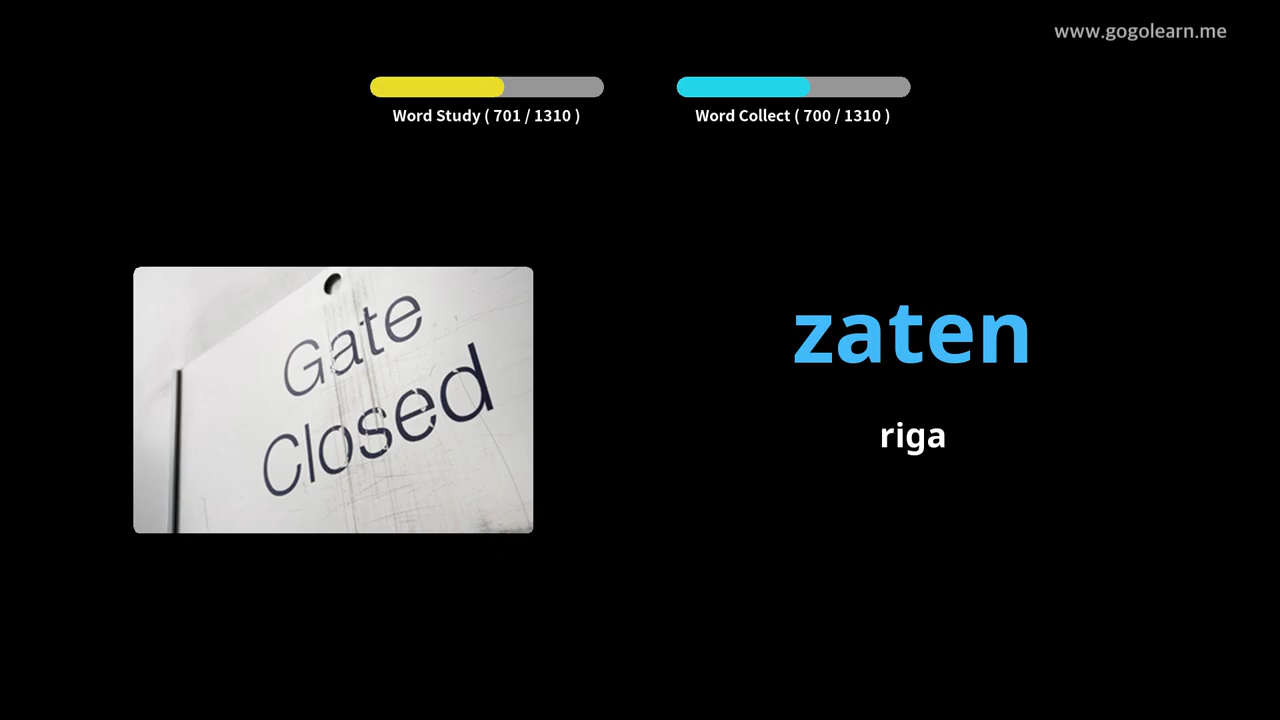 www.gogolearn.me
Word Study ( 701 / 1310 )
Word Collect ( 700 / 1310 )
Gate
Closed
zaten
riga